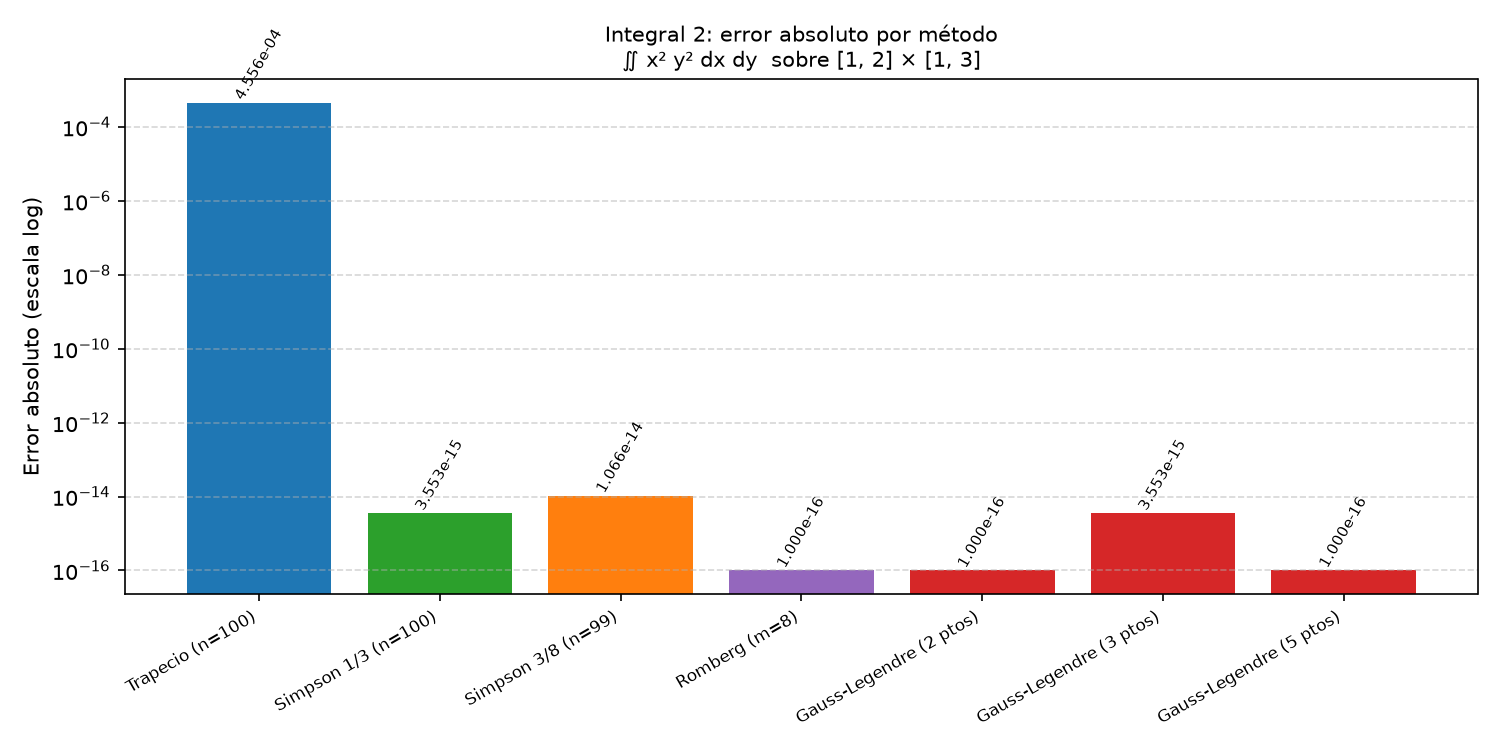 Integral 2: error absoluto por método
∬ x² y² dx dy  sobre [1, 2] × [1, 3]
Error absoluto (escala log)
10⁻⁴
10⁻⁶
10⁻⁸
10⁻¹⁰
10⁻¹²
10⁻¹⁴
10⁻¹⁶
4.556e-04
3.553e-15
1.066e-14
1.000e-16
1.000e-16
3.553e-15
1.000e-16
Trapecio (n=100)
Simpson 1/3 (n=100)
Simpson 3/8 (n=99)
Romberg (m=8)
Gauss-Legendre (2 ptos)
Gauss-Legendre (3 ptos)
Gauss-Legendre (5 ptos)